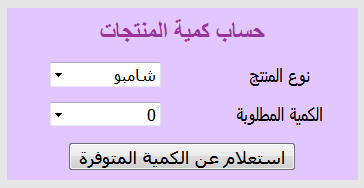 حساب كمية المنتجات
نوع المنتج شامبو
الكمية المطلوبة 0
استعلام عن الكمية المتوفرة